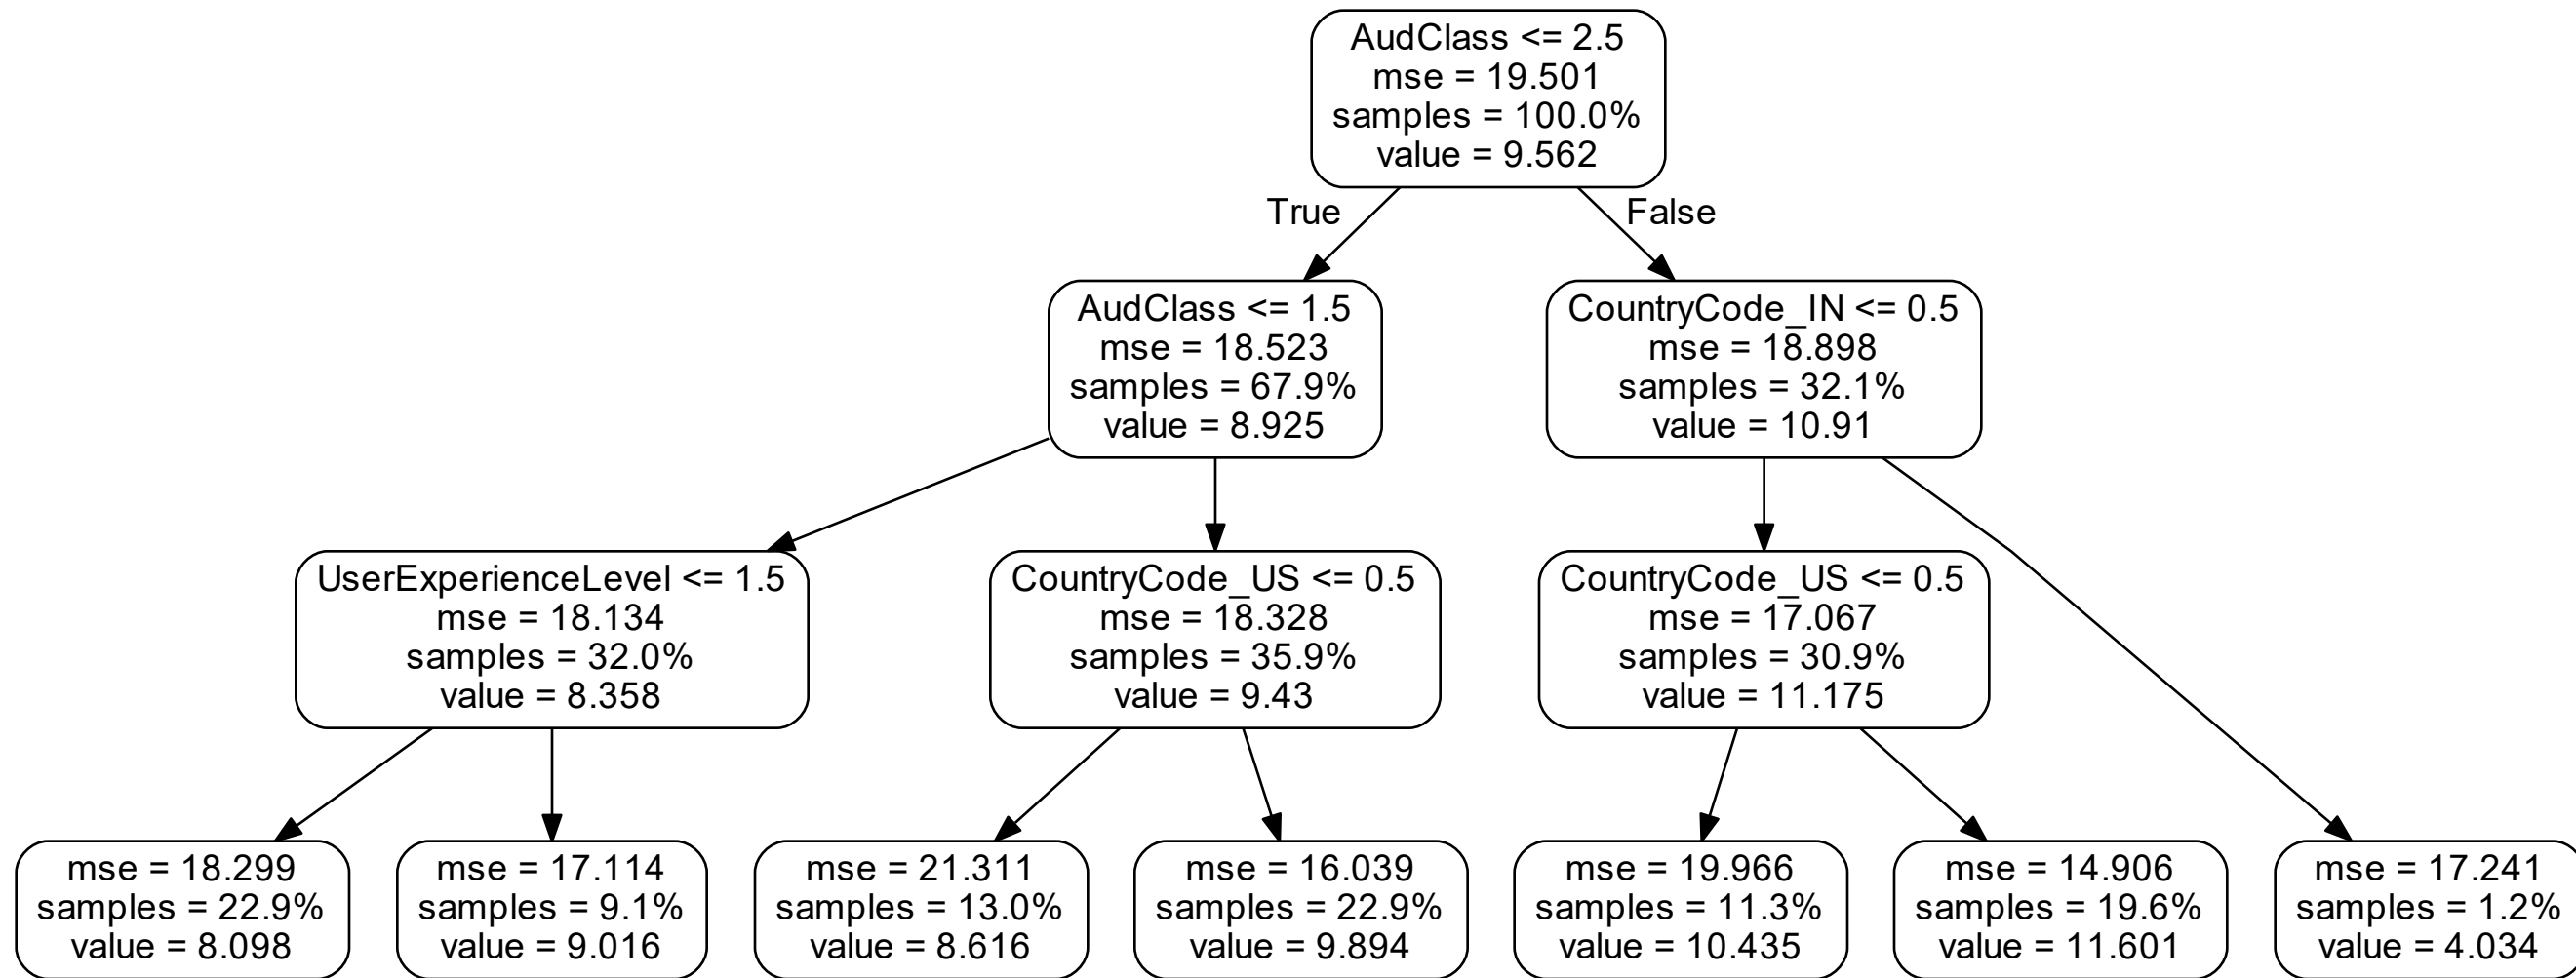 AudClass <= 2.5
mse = 19.501
samples = 100.0%
value = 9.562
True
False
AudClass <= 1.5
mse = 18.523
samples = 67.9%
value = 8.925
CountryCode_IN <= 0.5
mse = 18.898
samples = 32.1%
value = 10.91
UserExperienceLevel <= 1.5
mse = 18.134
samples = 32.0%
value = 8.358
CountryCode_US <= 0.5
mse = 18.328
samples = 35.9%
value = 9.43
CountryCode_US <= 0.5
mse = 17.067
samples = 30.9%
value = 11.175
mse = 18.299
samples = 22.9%
value = 8.098
mse = 17.114
samples = 9.1%
value = 9.016
mse = 21.311
samples = 13.0%
value = 8.616
mse = 16.039
samples = 22.9%
value = 9.894
mse = 19.966
samples = 11.3%
value = 10.435
mse = 14.906
samples = 19.6%
value = 11.601
mse = 17.241
samples = 1.2%
value = 4.034